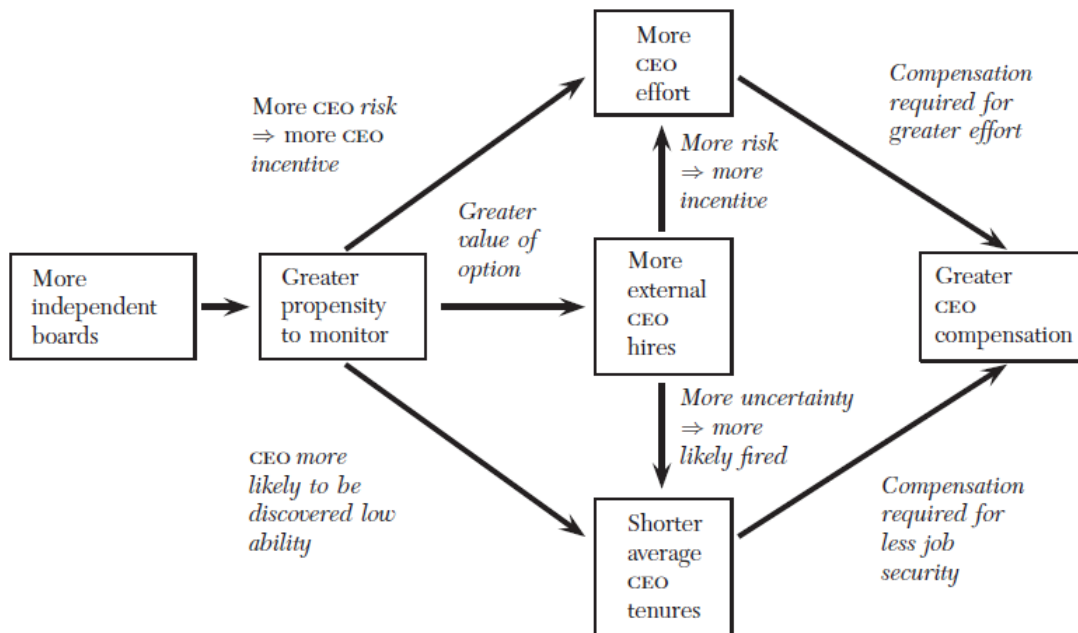 More
CEO
effort
Compensation
required for
greater effort
More CEO risk
⇒ more CEO
incentive
More risk
⇒ more
incentive
Greater
value of
option
More
independent
boards
Greater
propensity
to monitor
More
external
CEO
hires
Greater
CEO
compensation
More uncertainty
⇒ more
likely fired
CEO more
likely to be
discovered low
ability
Compensation
required for
less job
security
Shorter
average
CEO
tenures